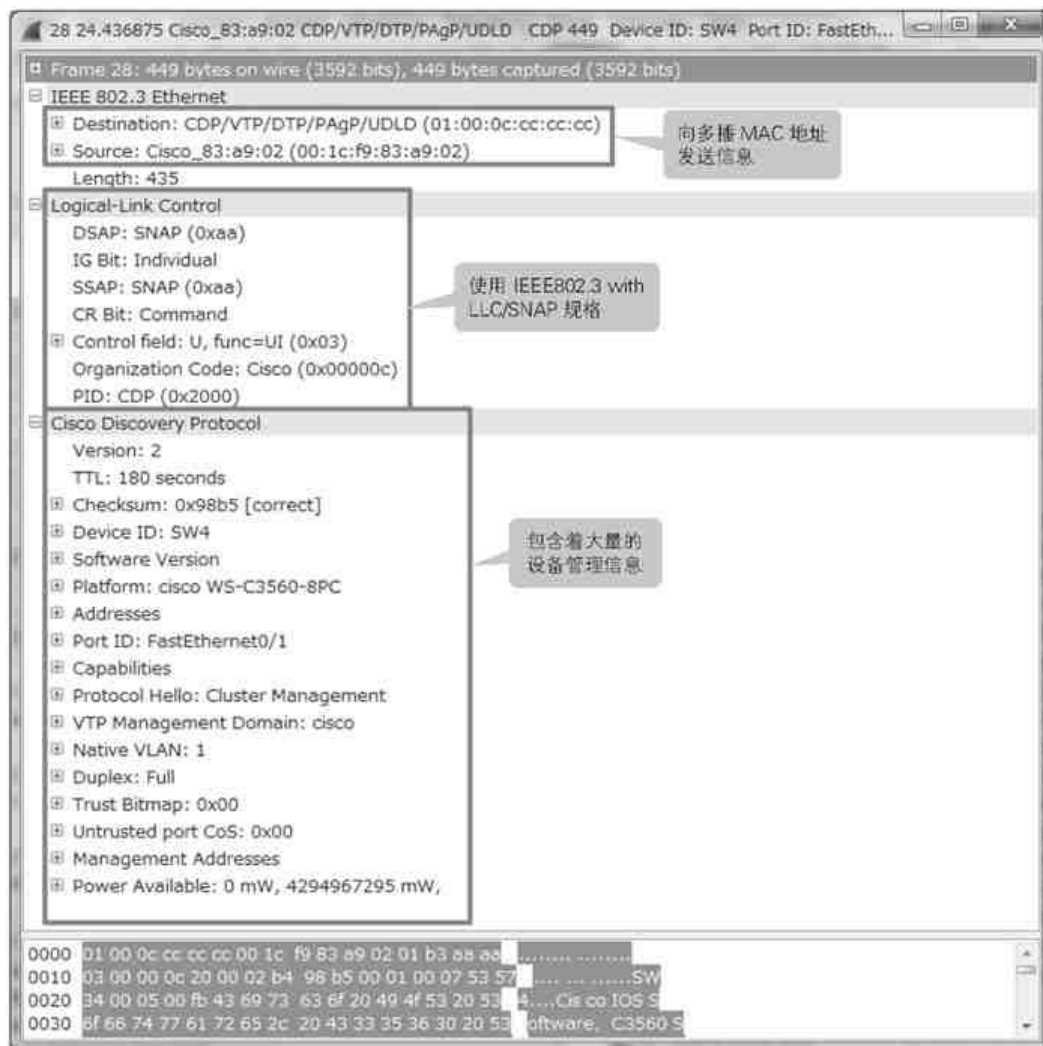 28 24.436875 Cisco_83:a9:02 CDP/VTP/DTP/PAgP/UDLD CDP 449 Device ID: SW4 Port ID: FastEth...
Frame 28: 449 bytes on wire (3592 bits), 449 bytes captured (3592 bits)
IEEE 802.3 Ethernet
Destination: CDP/VTP/DTP/PAgP/UDLD (01:00:0c:cc:cc:cc)
Source: Cisco_83:a9:02 (00:1c:f9:83:a9:02)
向多播 MAC 地址
发送信息
Length: 435
Logical-Link Control
DSAP: SNAP (0xaa)
IG Bit: Individual
SSAP: SNAP (0xaa)
CR Bit: Command
使用 IEEE802.3 with
LLC/SNAP 规格
Control field: U, func=UI (0x03)
Organization Code: Cisco (0x00000c)
PID: CDP (0x2000)
Cisco Discovery Protocol
Version: 2
TTL: 180 seconds
Checksum: 0x98b5 [correct]
Device ID: SW4
Software Version
Platform: cisco WS-C3560-8PC
包含着大量的
设备管理信息
Addresses
Port ID: FastEthernet0/1
Capabilities
Protocol Hello: Cluster Management
VTP Management Domain: cisco
Native VLAN: 1
Duplex: Full
Trust Bitmap: 0x00
Untrusted port CoS: 0x00
Management Addresses
Power Available: 0 mW, 4294967295 mW,
0000 01 00 0c cc cc cc 00 1c f9 83 a9 02 01 b3 aa aa ........ ........
0010 03 00 00 0c 20 00 02 b4 98 b5 00 01 00 07 53 57 .... ... ......SW
0020 34 00 05 00 fb 43 69 73 63 6f 20 49 4f 53 20 53 4....Cis co IOS S
0030 6f 66 74 77 61 72 65 2c 20 43 33 35 36 30 20 53 oftware, C3560 S